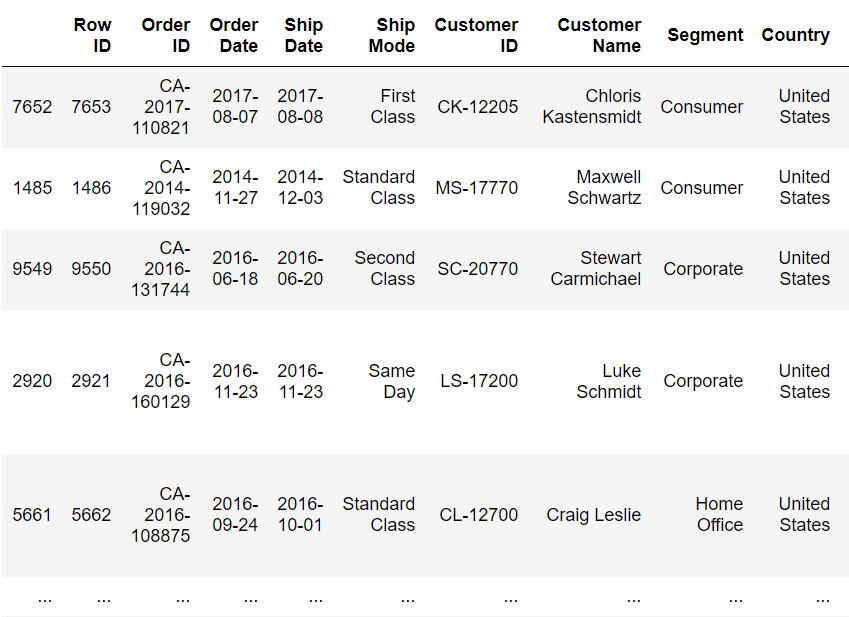 Row ID Order ID Order Date Ship Date Ship Mode Customer ID Customer Name Segment Country
7652 7653 CA-2017-110821 2017-08-07 2017-08-08 First Class CK-12205 Chloris Kastensmidt Consumer United States
1485 1486 CA-2014-119032 2014-11-27 2014-12-03 Standard Class MS-17770 Maxwell Schwartz Consumer United States
9549 9550 CA-2016-131744 2016-06-18 2016-06-20 Second Class SC-20770 Stewart Carmichael Corporate United States
2920 2921 CA-2016-160129 2016-11-23 2016-11-23 Same Day LS-17200 Luke Schmidt Corporate United States
5661 5662 CA-2016-108875 2016-09-24 2016-10-01 Standard Class CL-12700 Craig Leslie Home Office United States
... ... ... ... ... ... ... ... ... ...